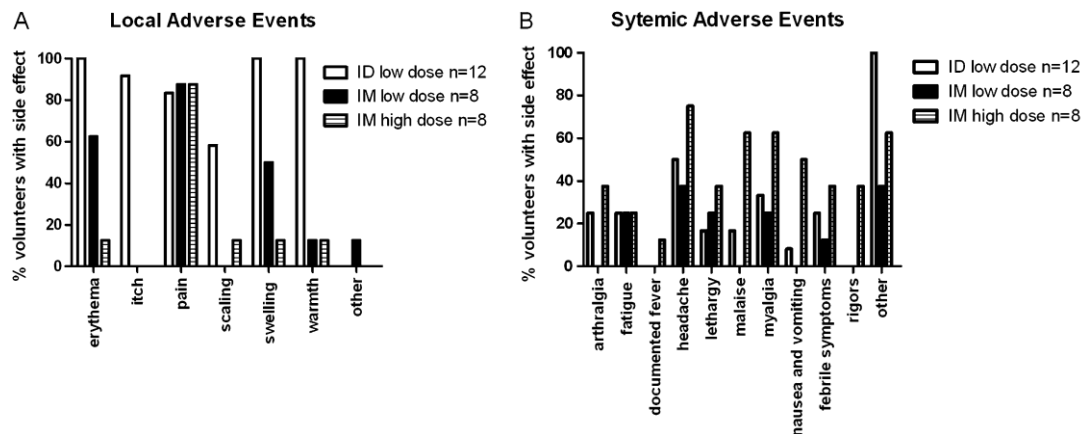 A
Local Adverse Events
% volunteers with side effect
100
80
60
40
20
0
erythema
itch
pain
scaling
swelling
warmth
other
ID low dose n=12
IM low dose n=8
IM high dose n=8
B
Sytemic Adverse Events
% volunteers with side effect
100
80
60
40
20
0
arthralgia
fatigue
documented fever
headache
lethargy
malaise
myalgia
nausea and vomiting
febrile symptoms
rigors
other
ID low dose n=12
IM low dose n=8
IM high dose n=8